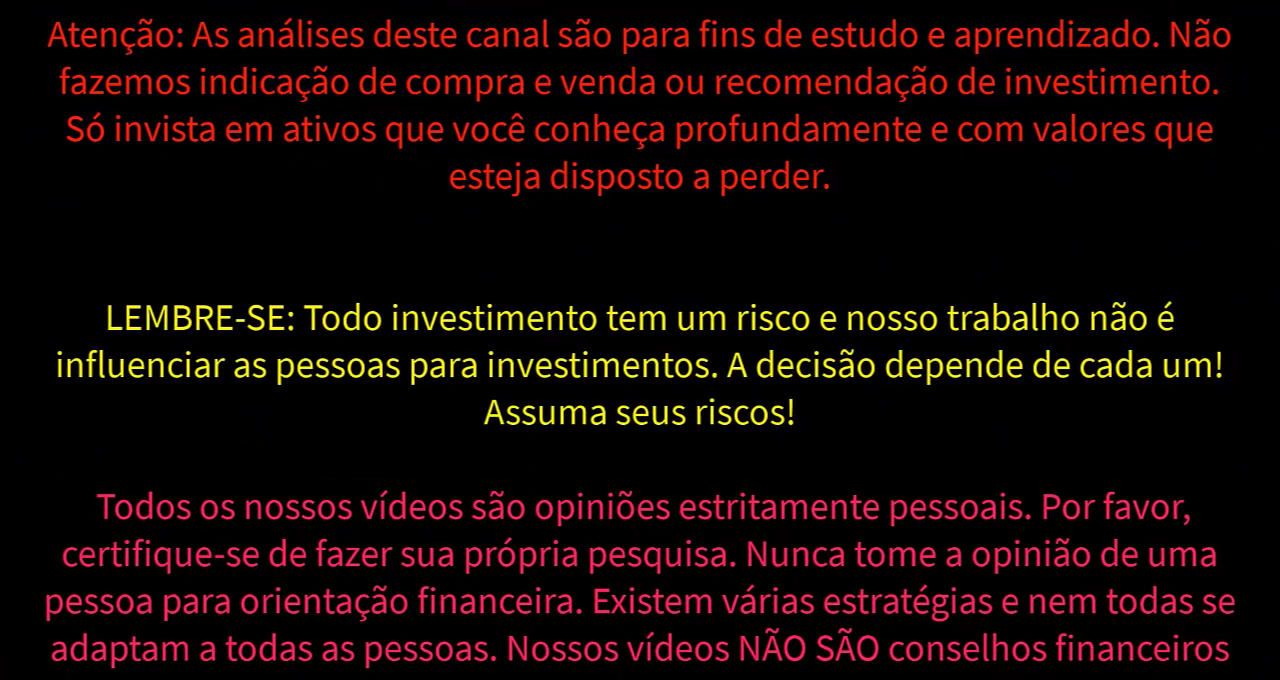 Atenção: As análises deste canal são para fins de estudo e aprendizado. Não
fazemos indicação de compra e venda ou recomendação de investimento.
Só invista em ativos que você conheça profundamente e com valores que
esteja disposto a perder.
LEMBRE-SE: Todo investimento tem um risco e nosso trabalho não é
influenciar as pessoas para investimentos. A decisão depende de cada um!
Assuma seus riscos!
Todos os nossos vídeos são opiniões estritamente pessoais. Por favor,
certifique-se de fazer sua própria pesquisa. Nunca tome a opinião de uma
pessoa para orientação financeira. Existem várias estratégias e nem todas se
adaptam a todas as pessoas. Nossos vídeos NÃO SÃO conselhos financeiros